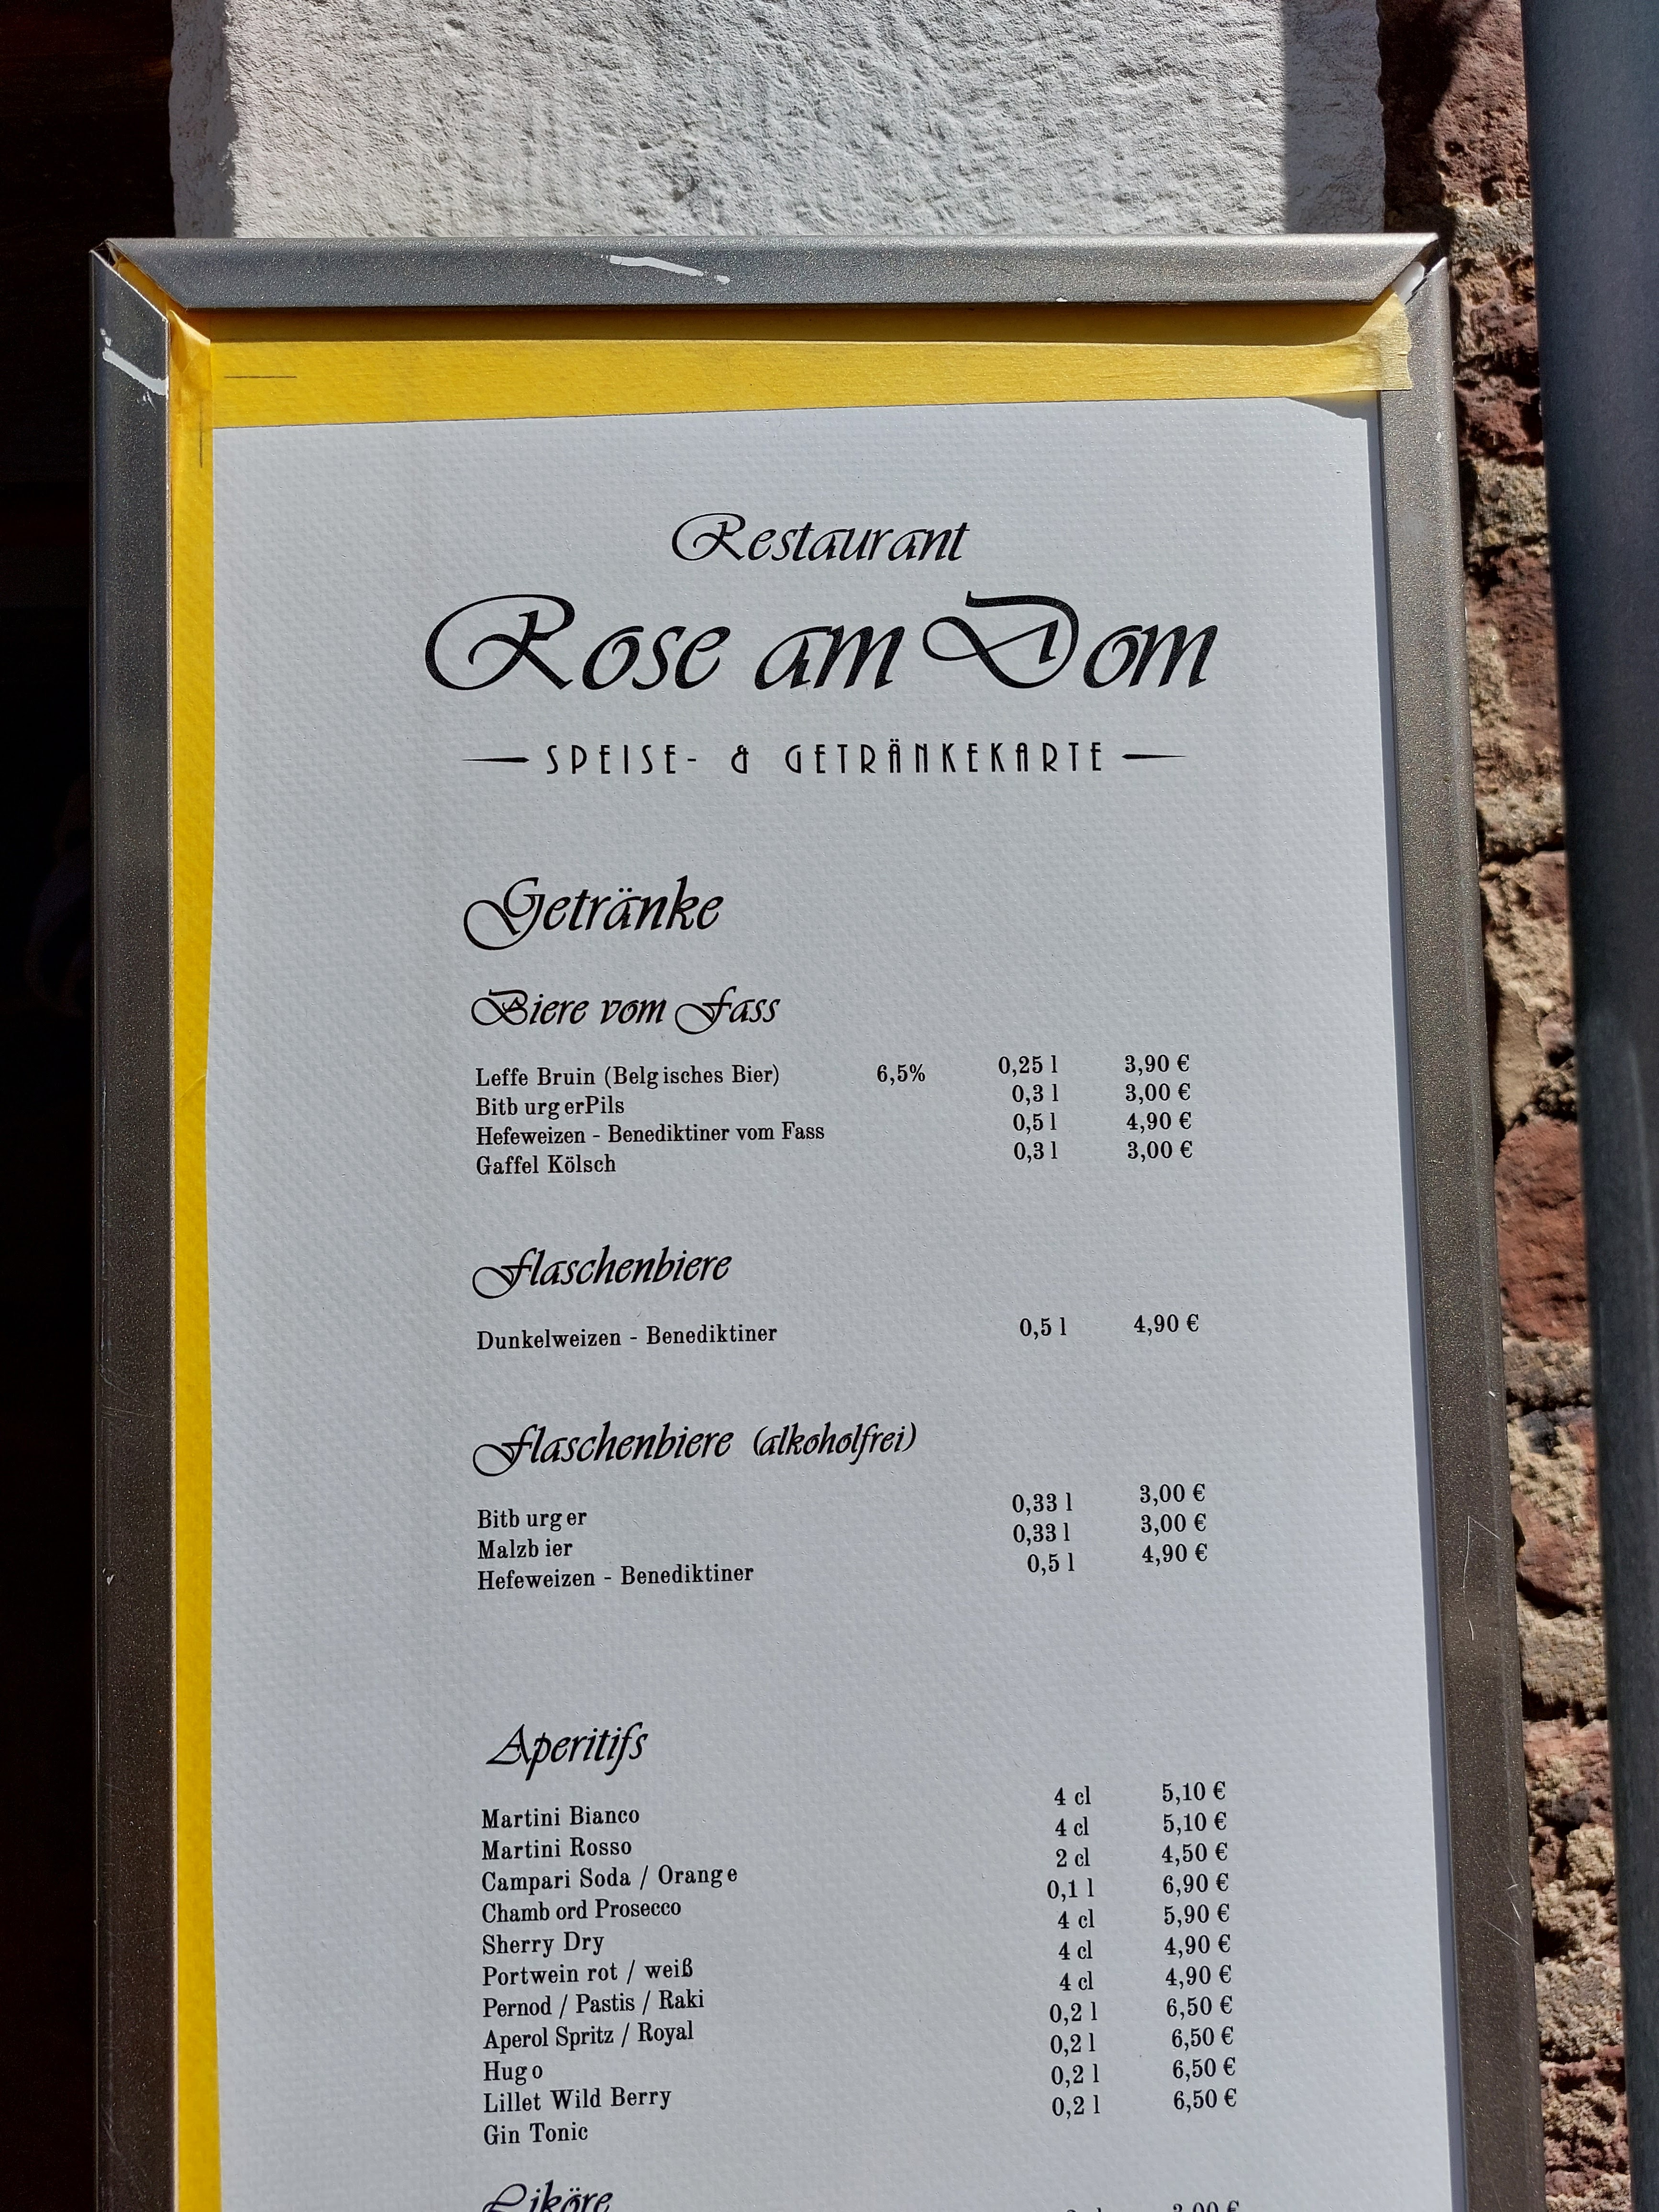 Restaurant
Rose am Dom
SPEISE- & GETRÄNKEKARTE
Getränke
Biere vom Fass
Leffe Bruin (Belgisches Bier) 6,5% 0,25 l 3,90 €
Bitb urg erPils 0,3 l 3,00 €
Hefeweizen - Benediktiner vom Fass 0,5 l 4,90 €
Gaffel Kölsch 0,3 l 3,00 €
Flaschenbiere
Dunkelweizen - Benediktiner 0,5 l 4,90 €
Flaschenbiere (alkoholfrei)
Bitb urg er 0,33 l 3,00 €
Malzb ier 0,33 l 3,00 €
Hefeweizen - Benediktiner 0,5 l 4,90 €
Aperitifs
Martini Bianco 4 cl 5,10 €
Martini Rosso 4 cl 5,10 €
Campari Soda / Orange 2 cl 4,50 €
Chamb ord Prosecco 0,1 l 6,90 €
Sherry Dry 4 cl 5,90 €
Portwein rot / weiß 4 cl 4,90 €
Pernod / Pastis / Raki 4 cl 4,90 €
Aperol Spritz / Royal 0,2 l 6,50 €
Hugo 0,2 l 6,50 €
Lillet Wild Berry 0,2 l 6,50 €
Gin Tonic 0,2 l 6,50 €
Liköre